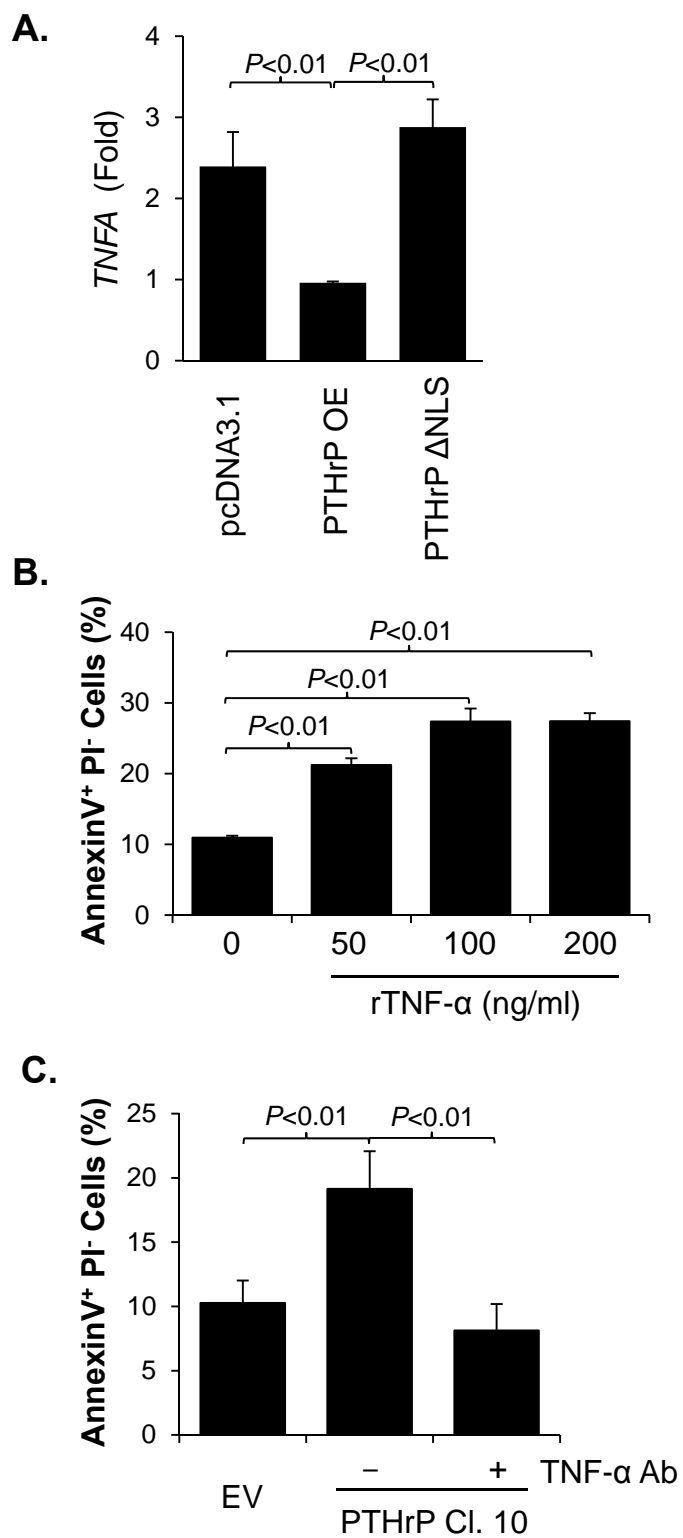 A.
4
3
2
1
0
TNFA (Fold)
P<0.01 P<0.01
pcDNA3.1
PTHrP OE
PTHrP ΔNLS
B.
40
30
20
10
0
AnnexinV⁺ PI⁻ Cells (%)
P<0.01
P<0.01
P<0.01
0 50 100 200
rTNF-α (ng/ml)
C.
25
20
15
10
5
0
AnnexinV⁺ PI⁻ Cells (%)
P<0.01 P<0.01
− + TNF-α Ab
EV
PTHrP Cl. 10